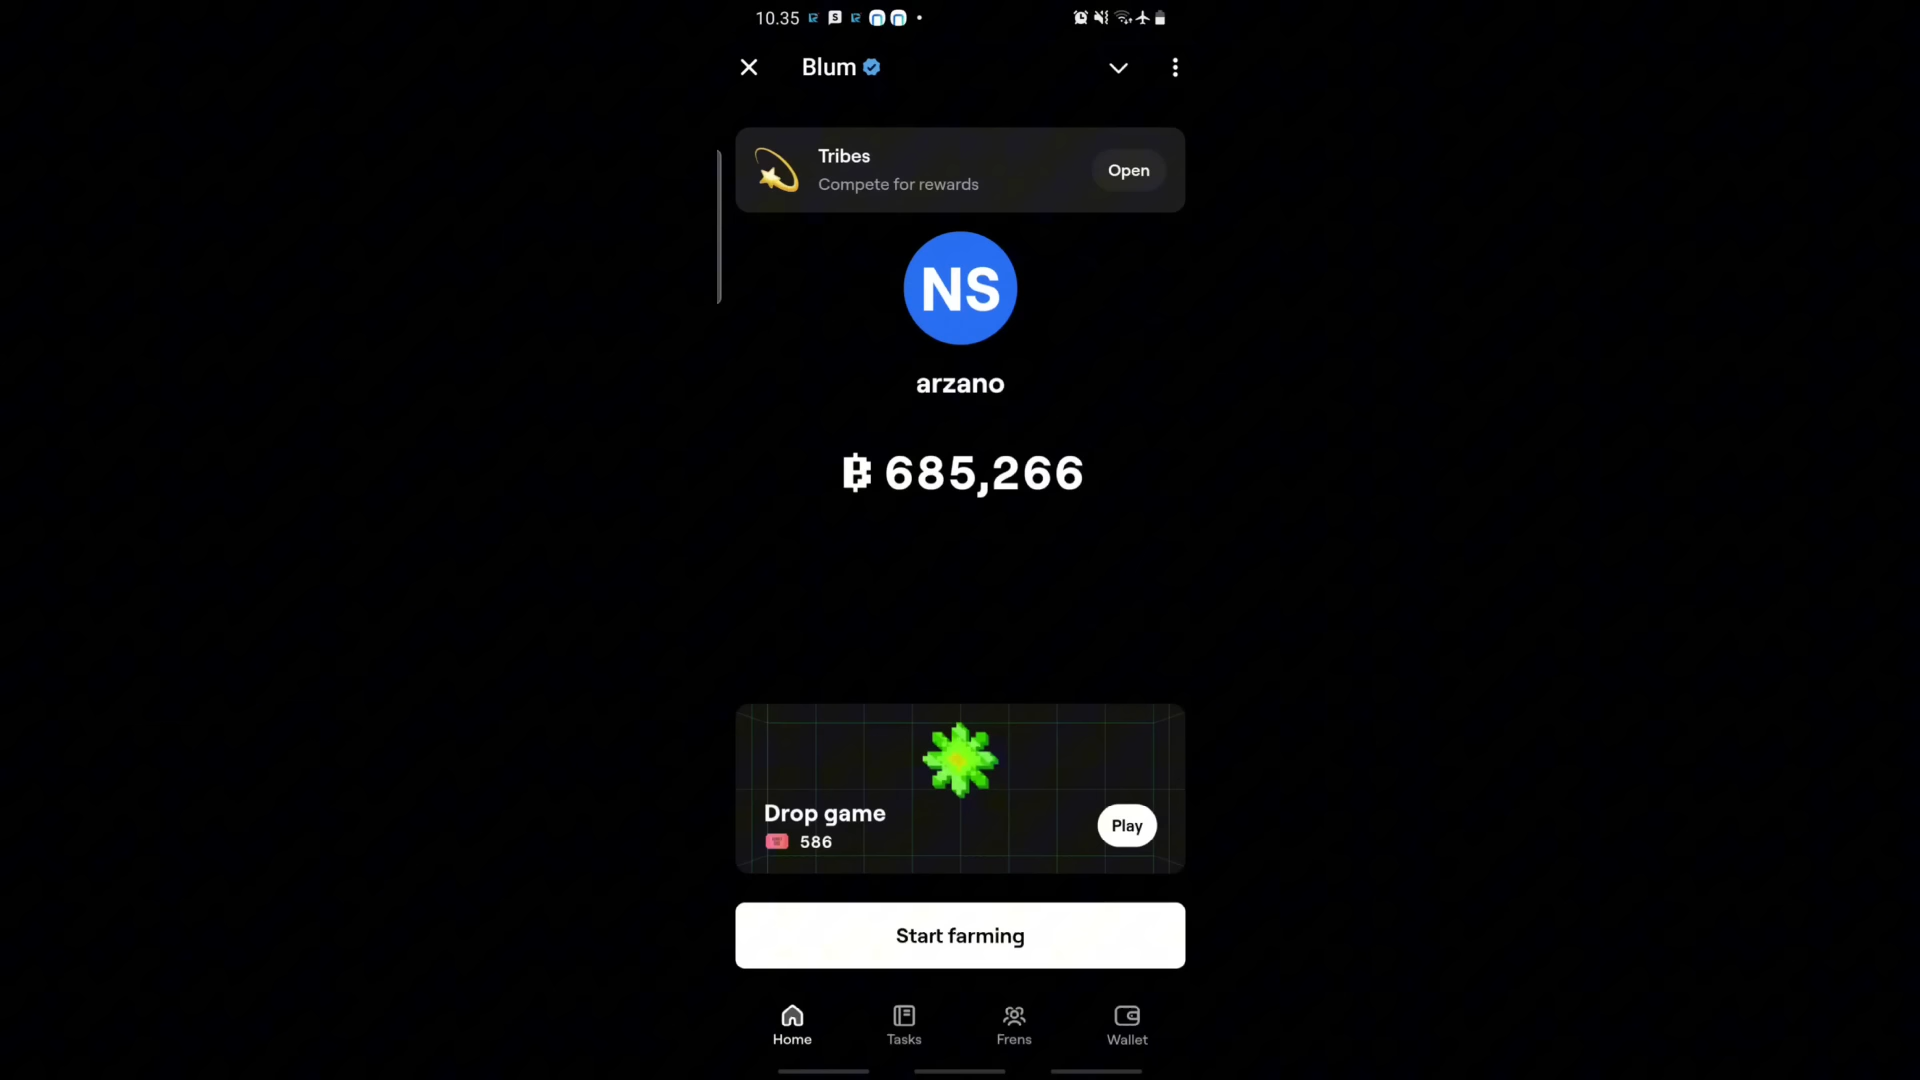 10.35
Blum
Tribes
Compete for rewards
Open
NS
arzano
฿ 685,266
Drop game
586
Play
Start farming
Home
Tasks
Frens
Wallet